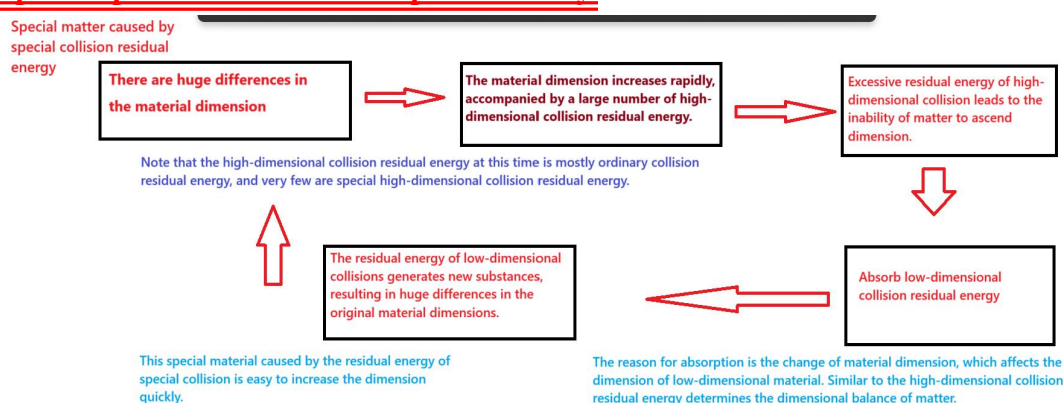 Special matter caused by
special collision residual
energy
There are huge differences in
the material dimension
The material dimension increases rapidly,
accompanied by a large number of high-
dimensional collision residual energy.
Excessive residual energy of high-
dimensional collision leads to the
inability of matter to ascend
dimension.
Note that the high-dimensional collision residual energy at this time is mostly ordinary collision
residual energy, and very few are special high-dimensional collision residual energy.
The residual energy of low-dimensional
collisions generates new substances,
resulting in huge differences in the
original material dimensions.
Absorb low-dimensional
collision residual energy
This special material caused by the residual energy of
special collision is easy to increase the dimension
quickly.
The reason for absorption is the change of material dimension, which affects the
dimension of low-dimensional material. Similar to the high-dimensional collision
residual energy determines the dimensional balance of matter.